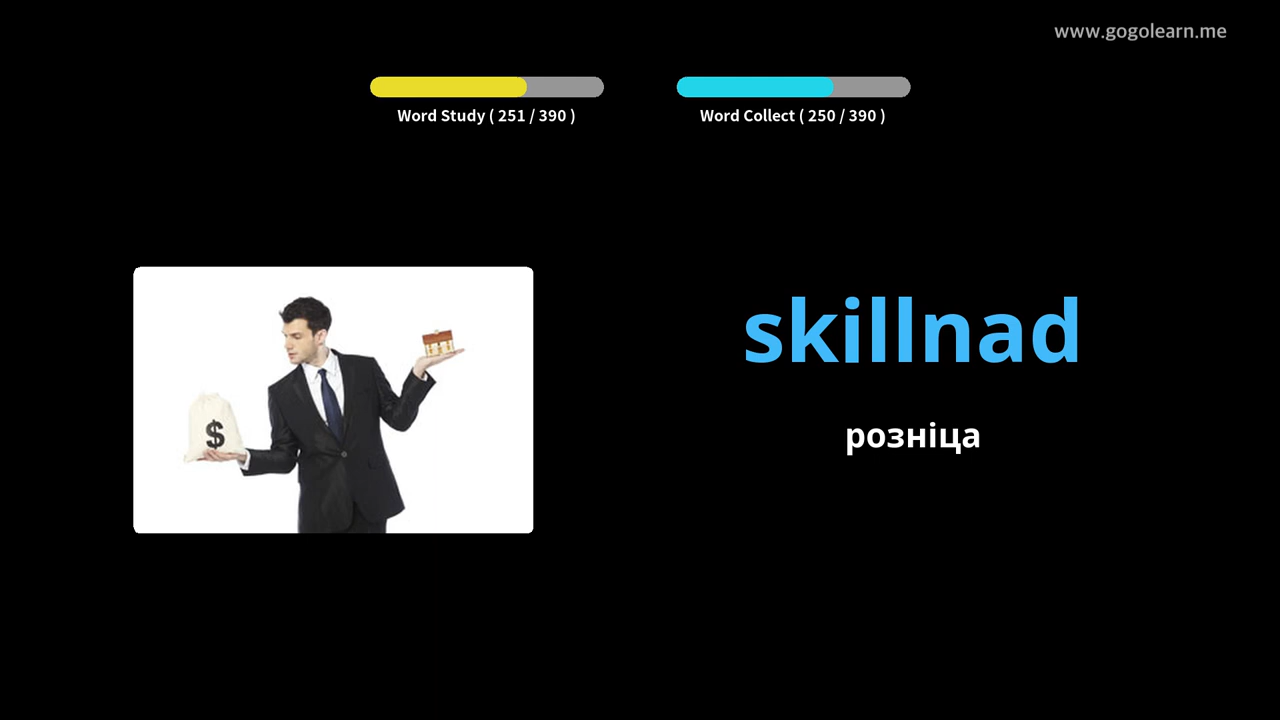 www.gogolearn.me
Word Study ( 251 / 390 )
Word Collect ( 250 / 390 )
$
skillnad
розніца